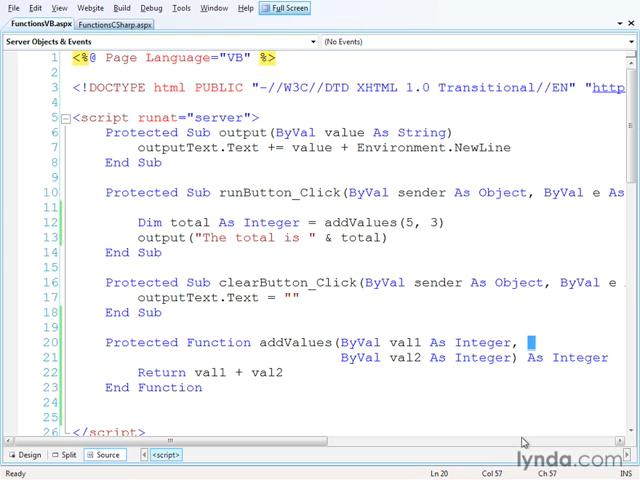 File Edit View Website Build Debug Tools Window Help Full Screen
FunctionsVB.aspx FunctionsCSharp.aspx
Server Objects & Events (No Events)
1 <%@ Page Language="VB" %>
2
3 <!DOCTYPE html PUBLIC "-//W3C//DTD XHTML 1.0 Transitional//EN" "http
4
5 <script runat="server">
6 Protected Sub output(ByVal value As String)
7 outputText.Text += value + Environment.NewLine
8 End Sub
9
10 Protected Sub runButton_Click(ByVal sender As Object, ByVal e As
11
12 Dim total As Integer = addValues(5, 3)
13 output("The total is " & total)
14 End Sub
15
16 Protected Sub clearButton_Click(ByVal sender As Object, ByVal e
17 outputText.Text = ""
18 End Sub
19
20 Protected Function addValues(ByVal val1 As Integer,
21 ByVal val2 As Integer) As Integer
22 Return val1 + val2
23 End Function
24
25
26 </script>
Design Split Source <script>
lynda.com
Ready Ln 20 Col 57 Ch 57 INS